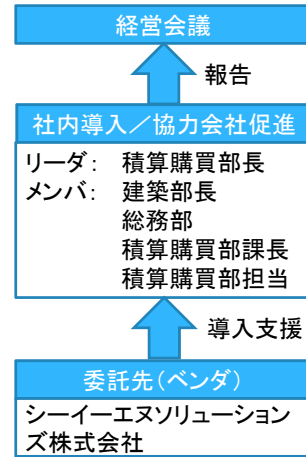 経営会議
報告
社内導入／協力会社促進
リーダ： 積算購買部長
メンバ： 建築部長
総務部
積算購買部課長
積算購買部担当
導入支援
委託先（ベンダ）
シーイーエヌソリューション
ズ株式会社